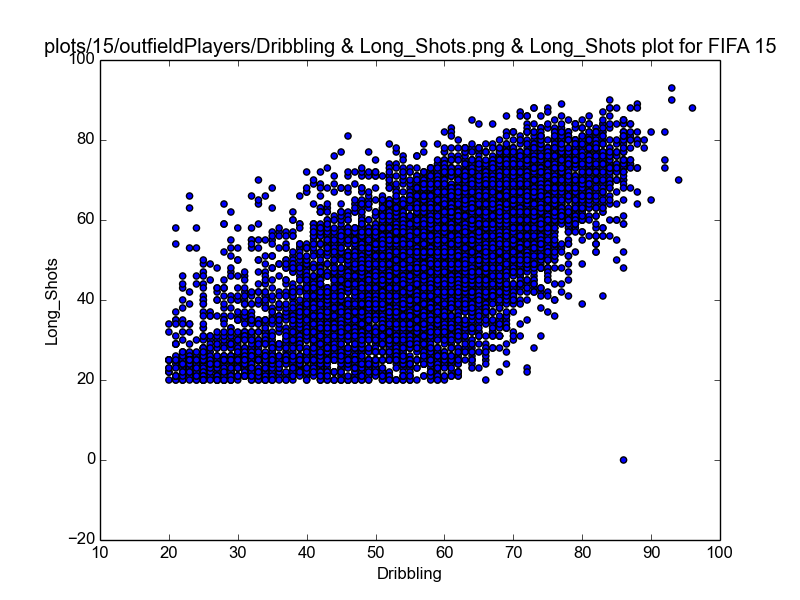 plots/15/outfieldPlayers/Dribbling & Long_Shots.png & Long_Shots plot for FIFA 15
100
80
60
40
20
0
−20
Long_Shots
10 20 30 40 50 60 70 80 90 100
Dribbling